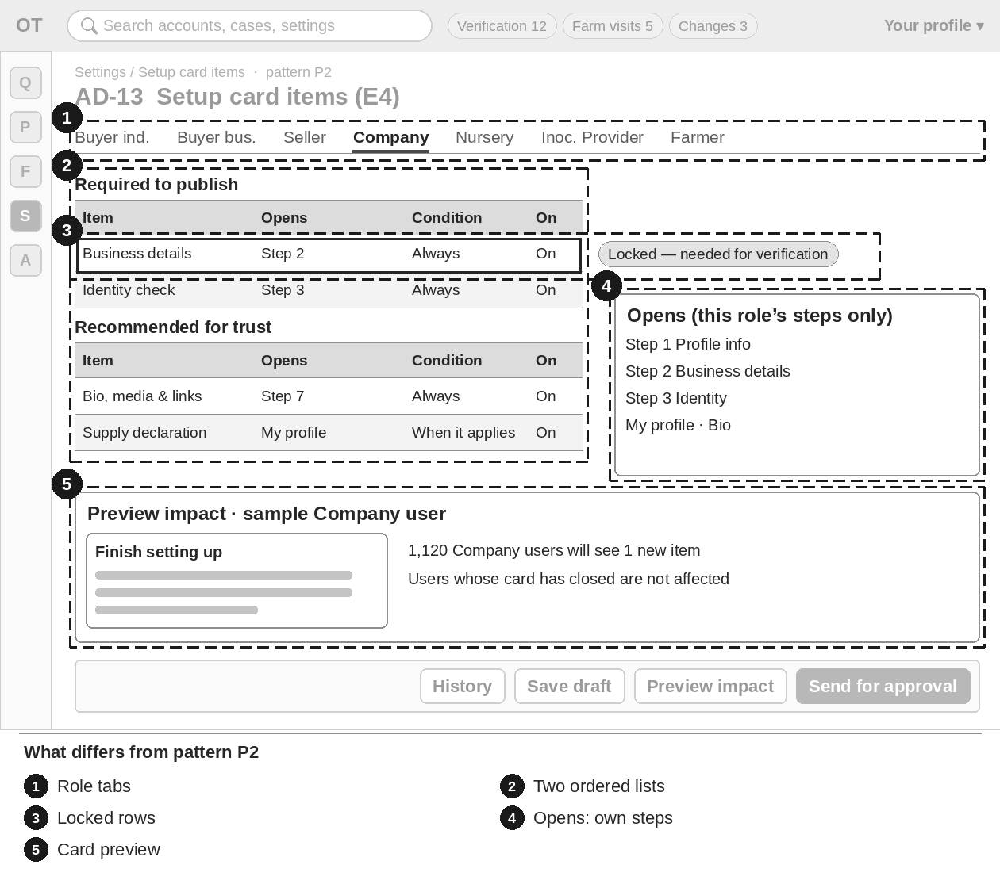 OT
Search accounts, cases, settings
Verification 12
Farm visits 5
Changes 3
Your profile ▾
Q
P
F
S
A
Settings / Setup card items · pattern P2
AD-13 Setup card items (E4)
1
Buyer ind. Buyer bus. Seller Company Nursery Inoc. Provider Farmer
2
Required to publish
Item Opens Condition On
3
Business details Step 2 Always On
Locked — needed for verification
Identity check Step 3 Always On
Recommended for trust
Item Opens Condition On
Bio, media & links Step 7 Always On
Supply declaration My profile When it applies On
4
Opens (this role’s steps only)
Step 1 Profile info
Step 2 Business details
Step 3 Identity
My profile · Bio
5
Preview impact · sample Company user
Finish setting up
1,120 Company users will see 1 new item
Users whose card has closed are not affected
History
Save draft
Preview impact
Send for approval
What differs from pattern P2
1 Role tabs
2 Two ordered lists
3 Locked rows
4 Opens: own steps
5 Card preview